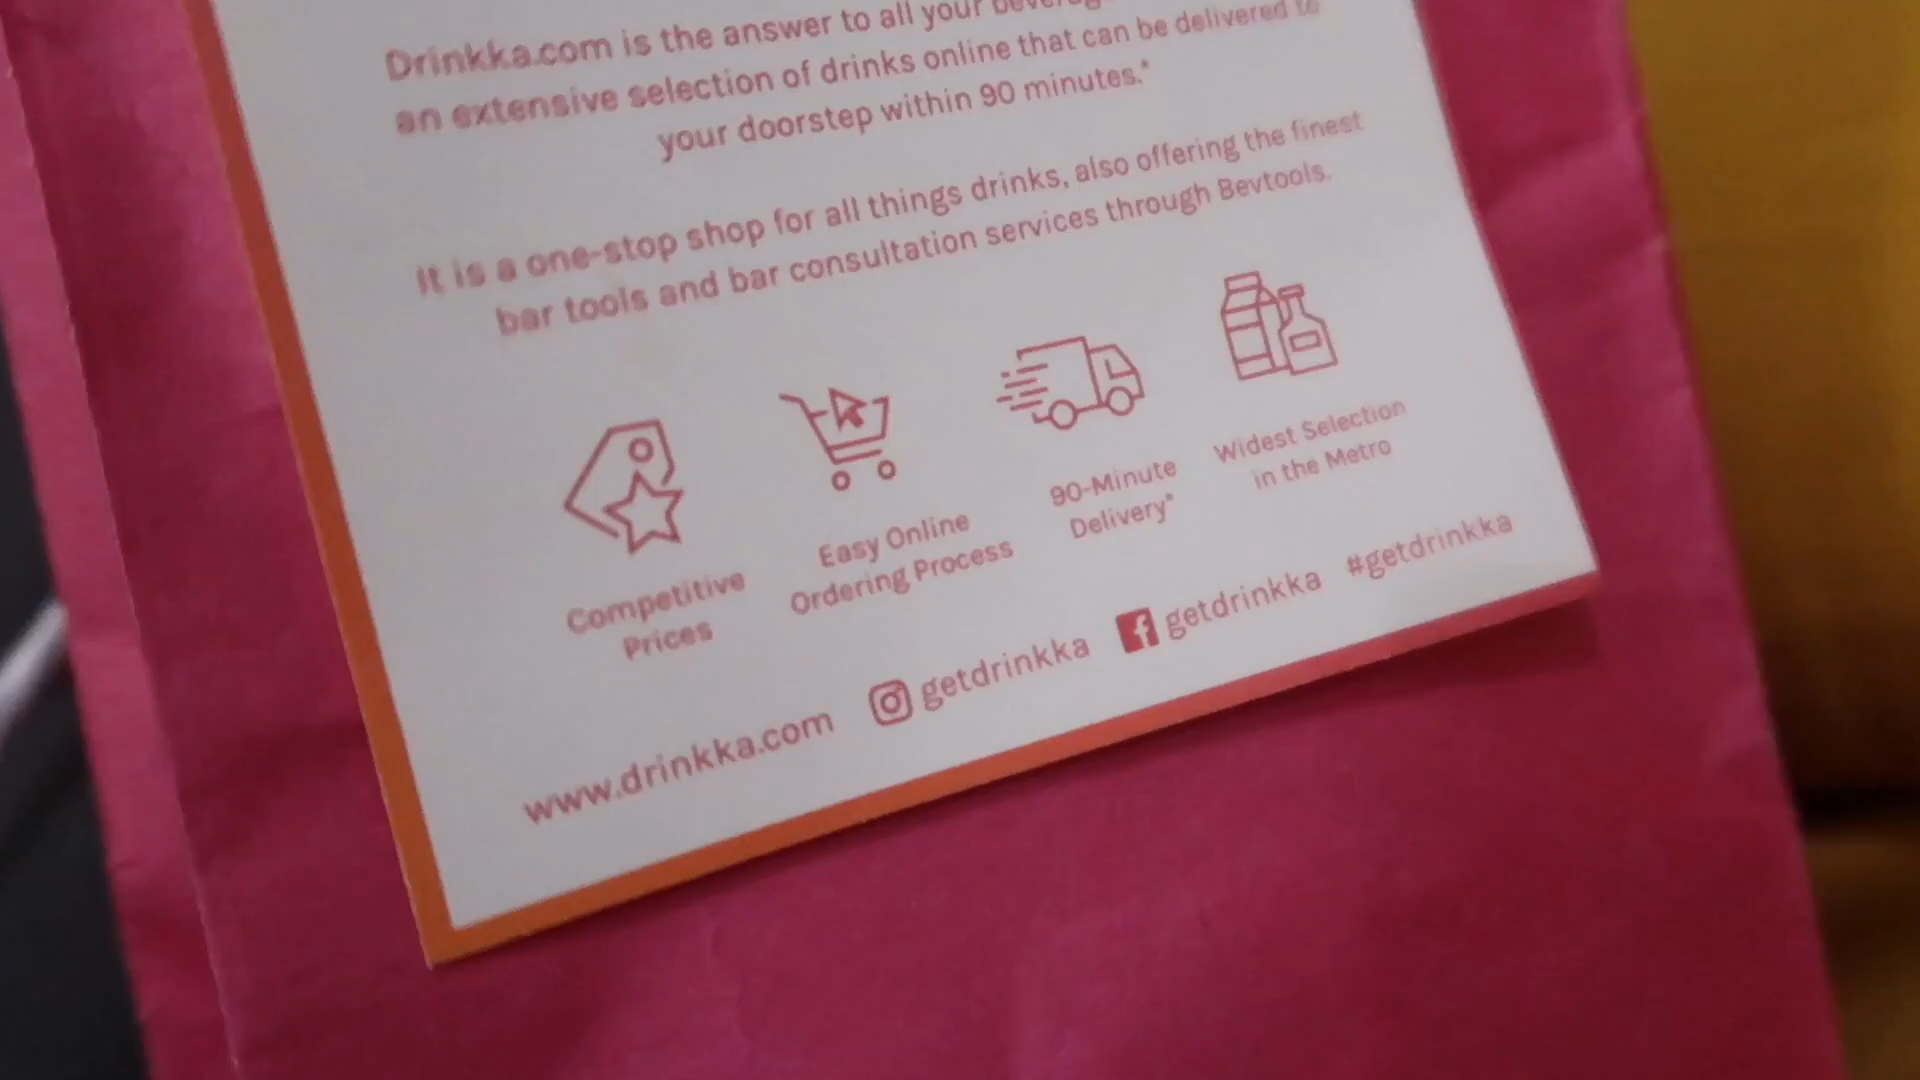 Drinkka.com is the answer to all your
an extensive selection of drinks online that can be delivered to
your doorstep within 90 minutes.*
It is a one-stop shop for all things drinks, also offering the finest
bar tools and bar consultation services through Bevtools.
Competitive
Prices
Easy Online
Ordering Process
90-Minute
Delivery*
Widest Selection
in the Metro
www.drinkka.com getdrinkka getdrinkka #getdrinkka